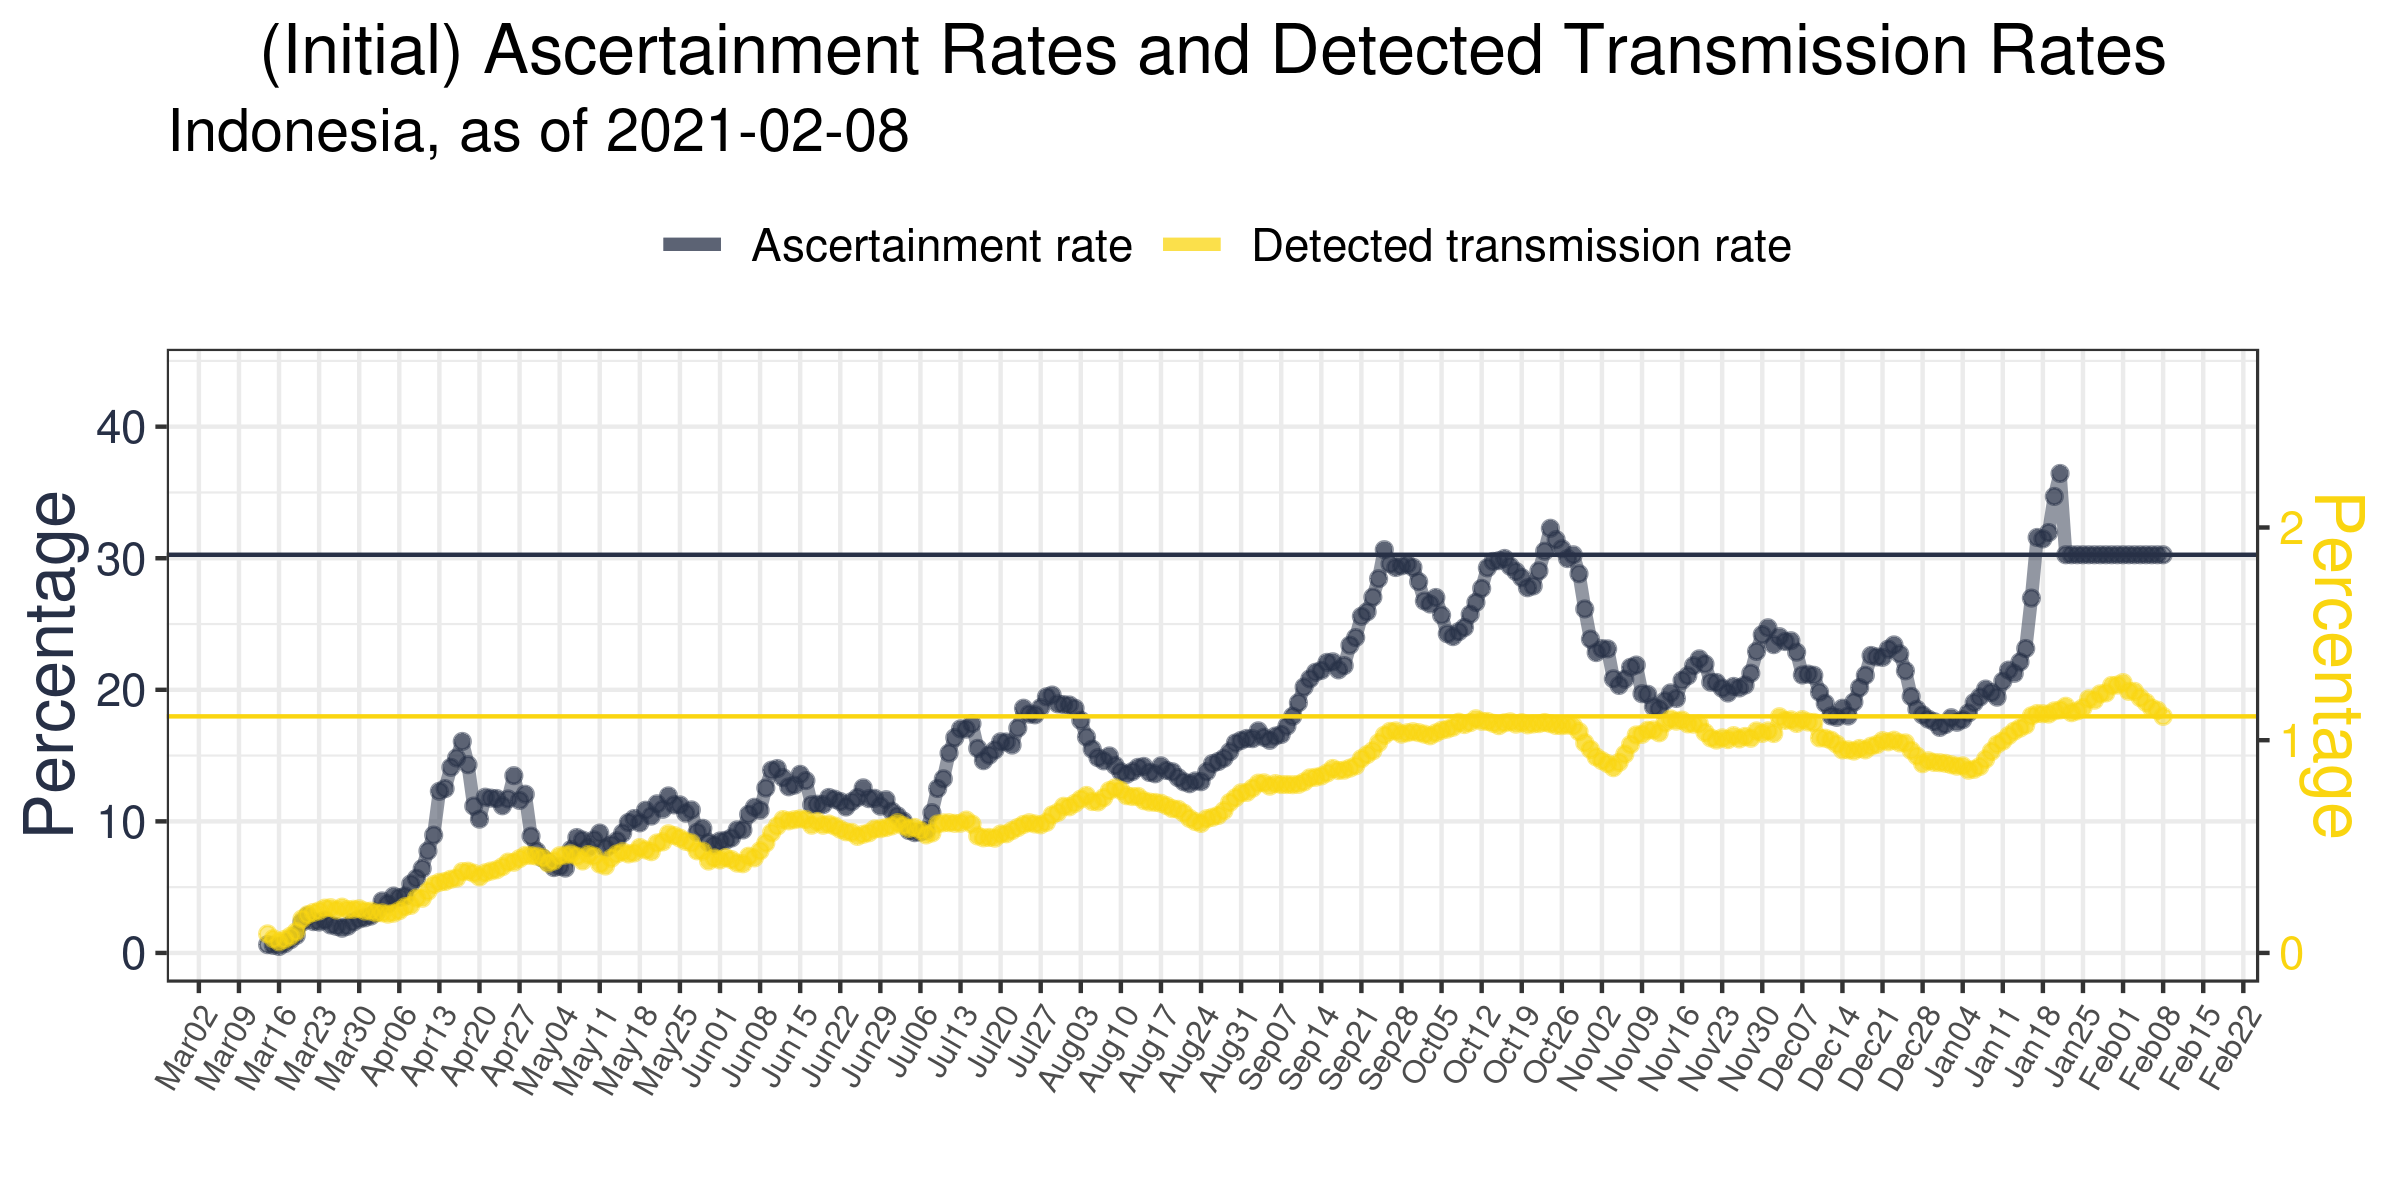 (Initial) Ascertainment Rates and Detected Transmission Rates
Indonesia, as of 2021-02-08
Ascertainment rate Detected transmission rate
Percentage
40
30
20
10
0
2
1
0
Percentage
Mar02 Mar09 Mar16 Mar23 Mar30 Apr06 Apr13 Apr20 Apr27 May04 May11 May18 May25 Jun01 Jun08 Jun15 Jun22 Jun29 Jul06 Jul13 Jul20 Jul27 Aug03 Aug10 Aug17 Aug24 Aug31 Sep07 Sep14 Sep21 Sep28 Oct05 Oct12 Oct19 Oct26 Nov02 Nov09 Nov16 Nov23 Nov30 Dec07 Dec14 Dec21 Dec28 Jan04 Jan11 Jan18 Jan25 Feb01 Feb08 Feb15 Feb22